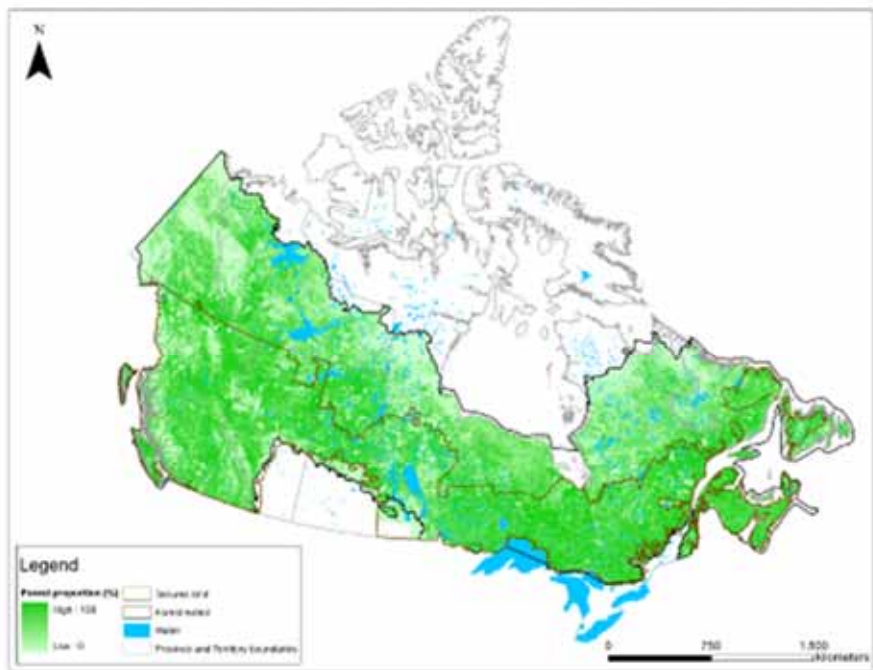 N
Legend
Forest proportion (%)
High : 100
Low : 0
Water
Province and Territory boundaries
0 750 1,500
Kilometers